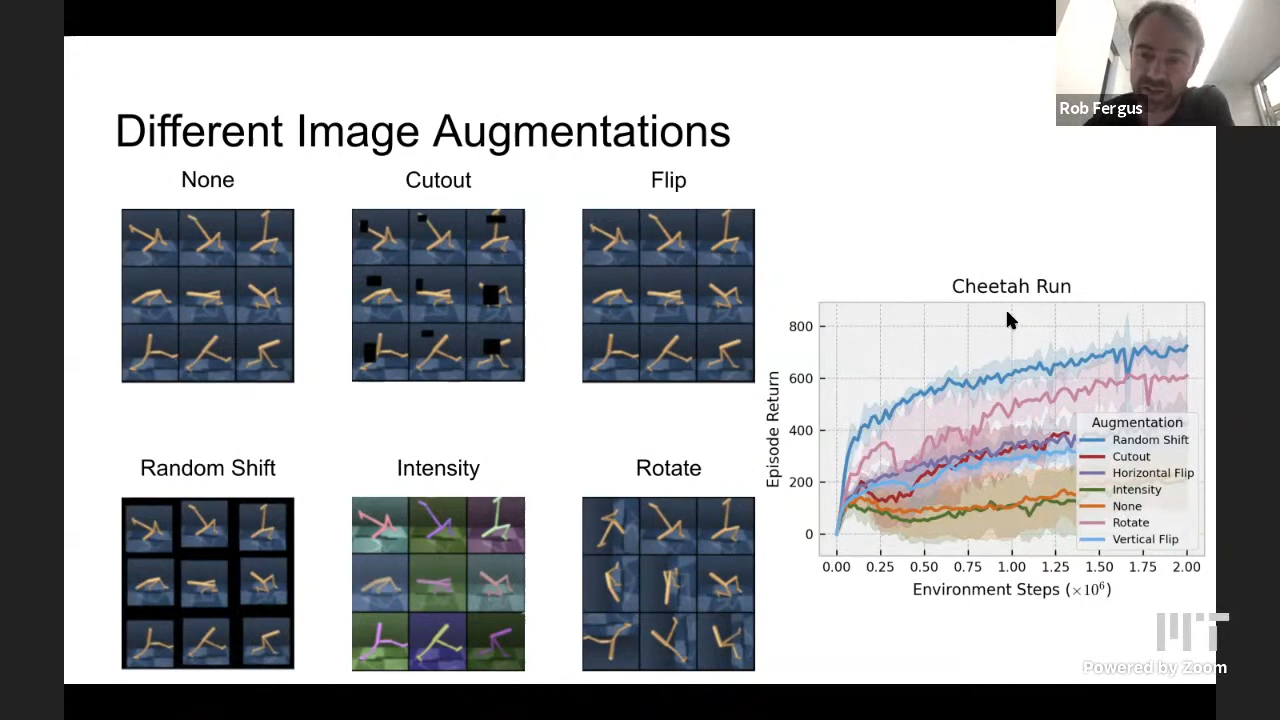 Rob Fergus
Different Image Augmentations
None
Cutout
Flip
Random Shift
Intensity
Rotate
Cheetah Run
Episode Return
800
600
400
200
0
Augmentation
Random Shift
Cutout
Horizontal Flip
Intensity
None
Rotate
Vertical Flip
0.00 0.25 0.50 0.75 1.00 1.25 1.50 1.75 2.00
Environment Steps (×10⁶)
MIT
Powered by Zoom